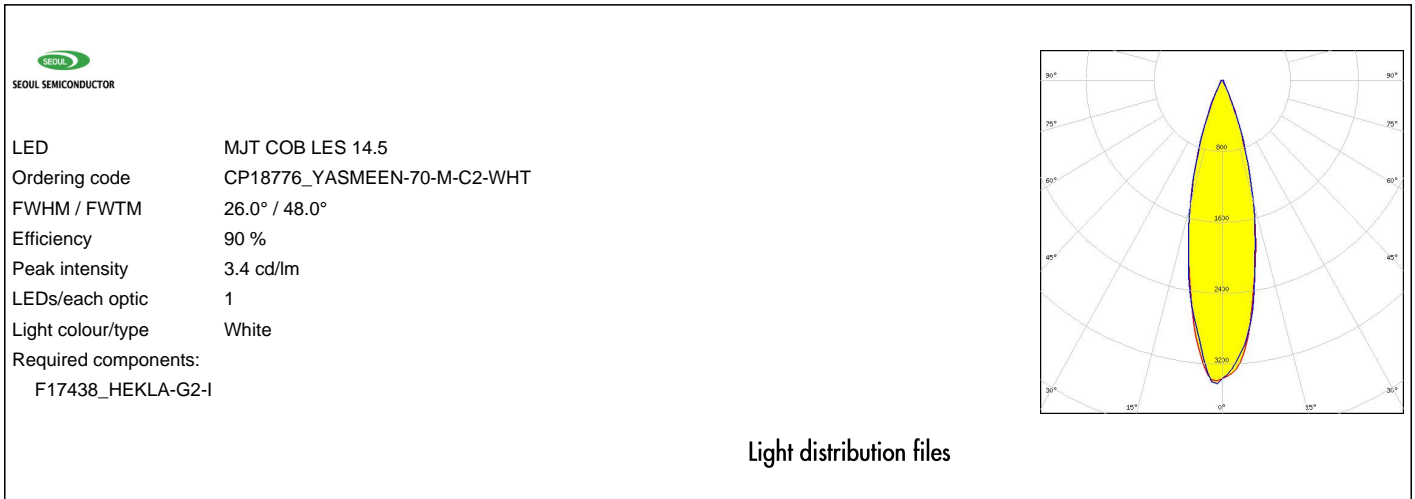 SEOUL
SEOUL SEMICONDUCTOR
LED MJT COB LES 14.5
Ordering code CP18776_YASMEEN-70-M-C2-WHT
FWHM / FWTM 26.0° / 48.0°
Efficiency 90 %
Peak intensity 3.4 cd/lm
LEDs/each optic 1
Light colour/type White
Required components:
F17438_HEKLA-G2-I
90° 90°
75° 75°
800
60° 60°
1600
45° 45°
2400
3200
30° 30°
15° 0° 15°
Light distribution files